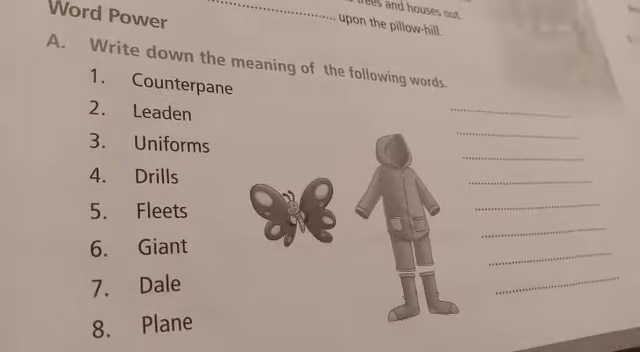 trees and houses out.
upon the pillow-hill.
Word Power
A. Write down the meaning of the following words.
1. Counterpane
2. Leaden
3. Uniforms
4. Drills
5. Fleets
6. Giant
7. Dale
8. Plane